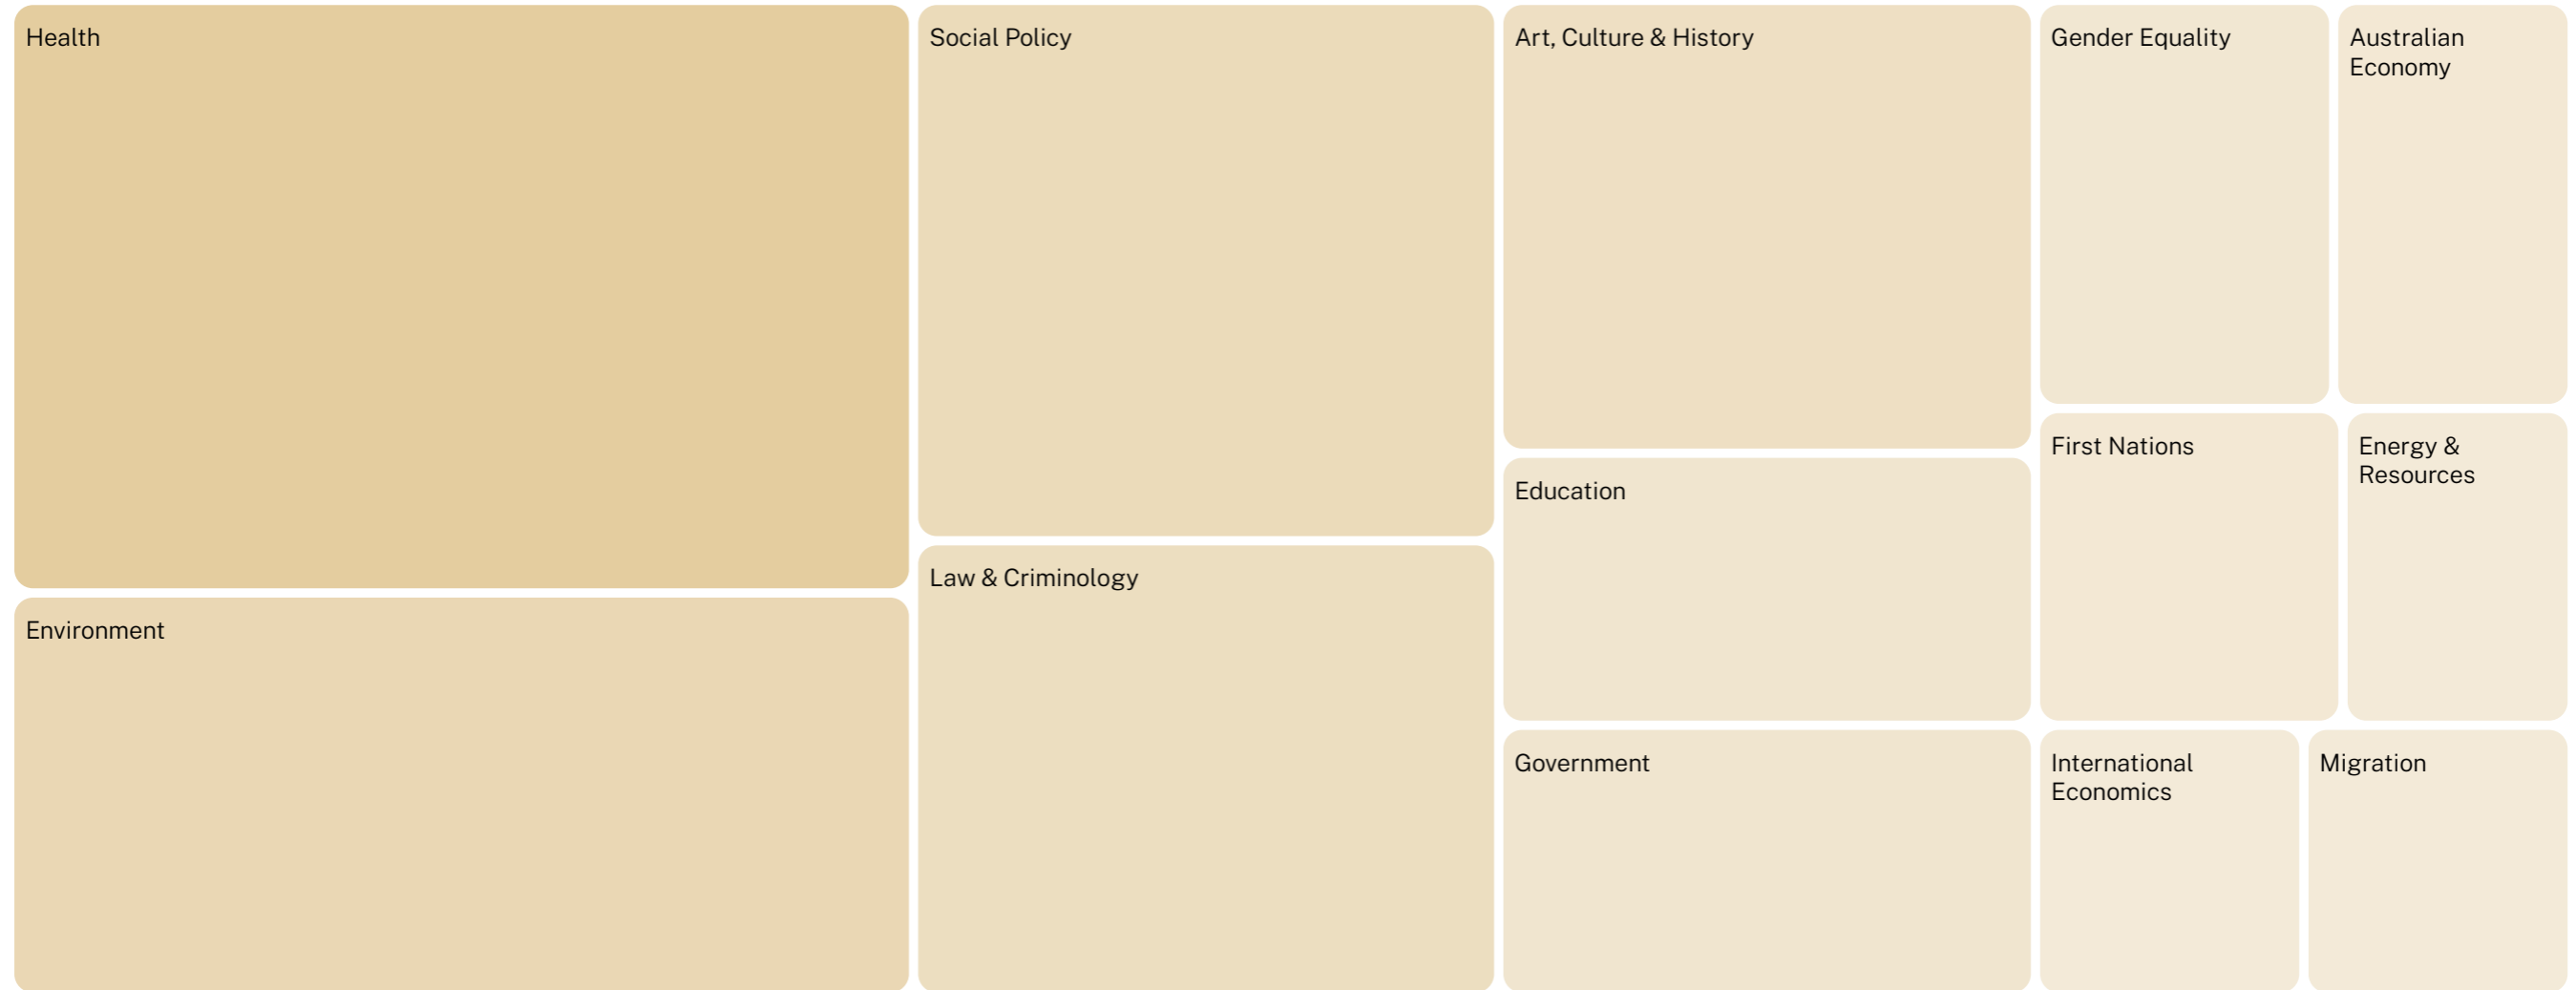 Health
Environment
Social Policy
Law & Criminology
Art, Culture & History
Education
Government
Gender Equality
Australian
Economy
First Nations
Energy &
Resources
International
Economics
Migration